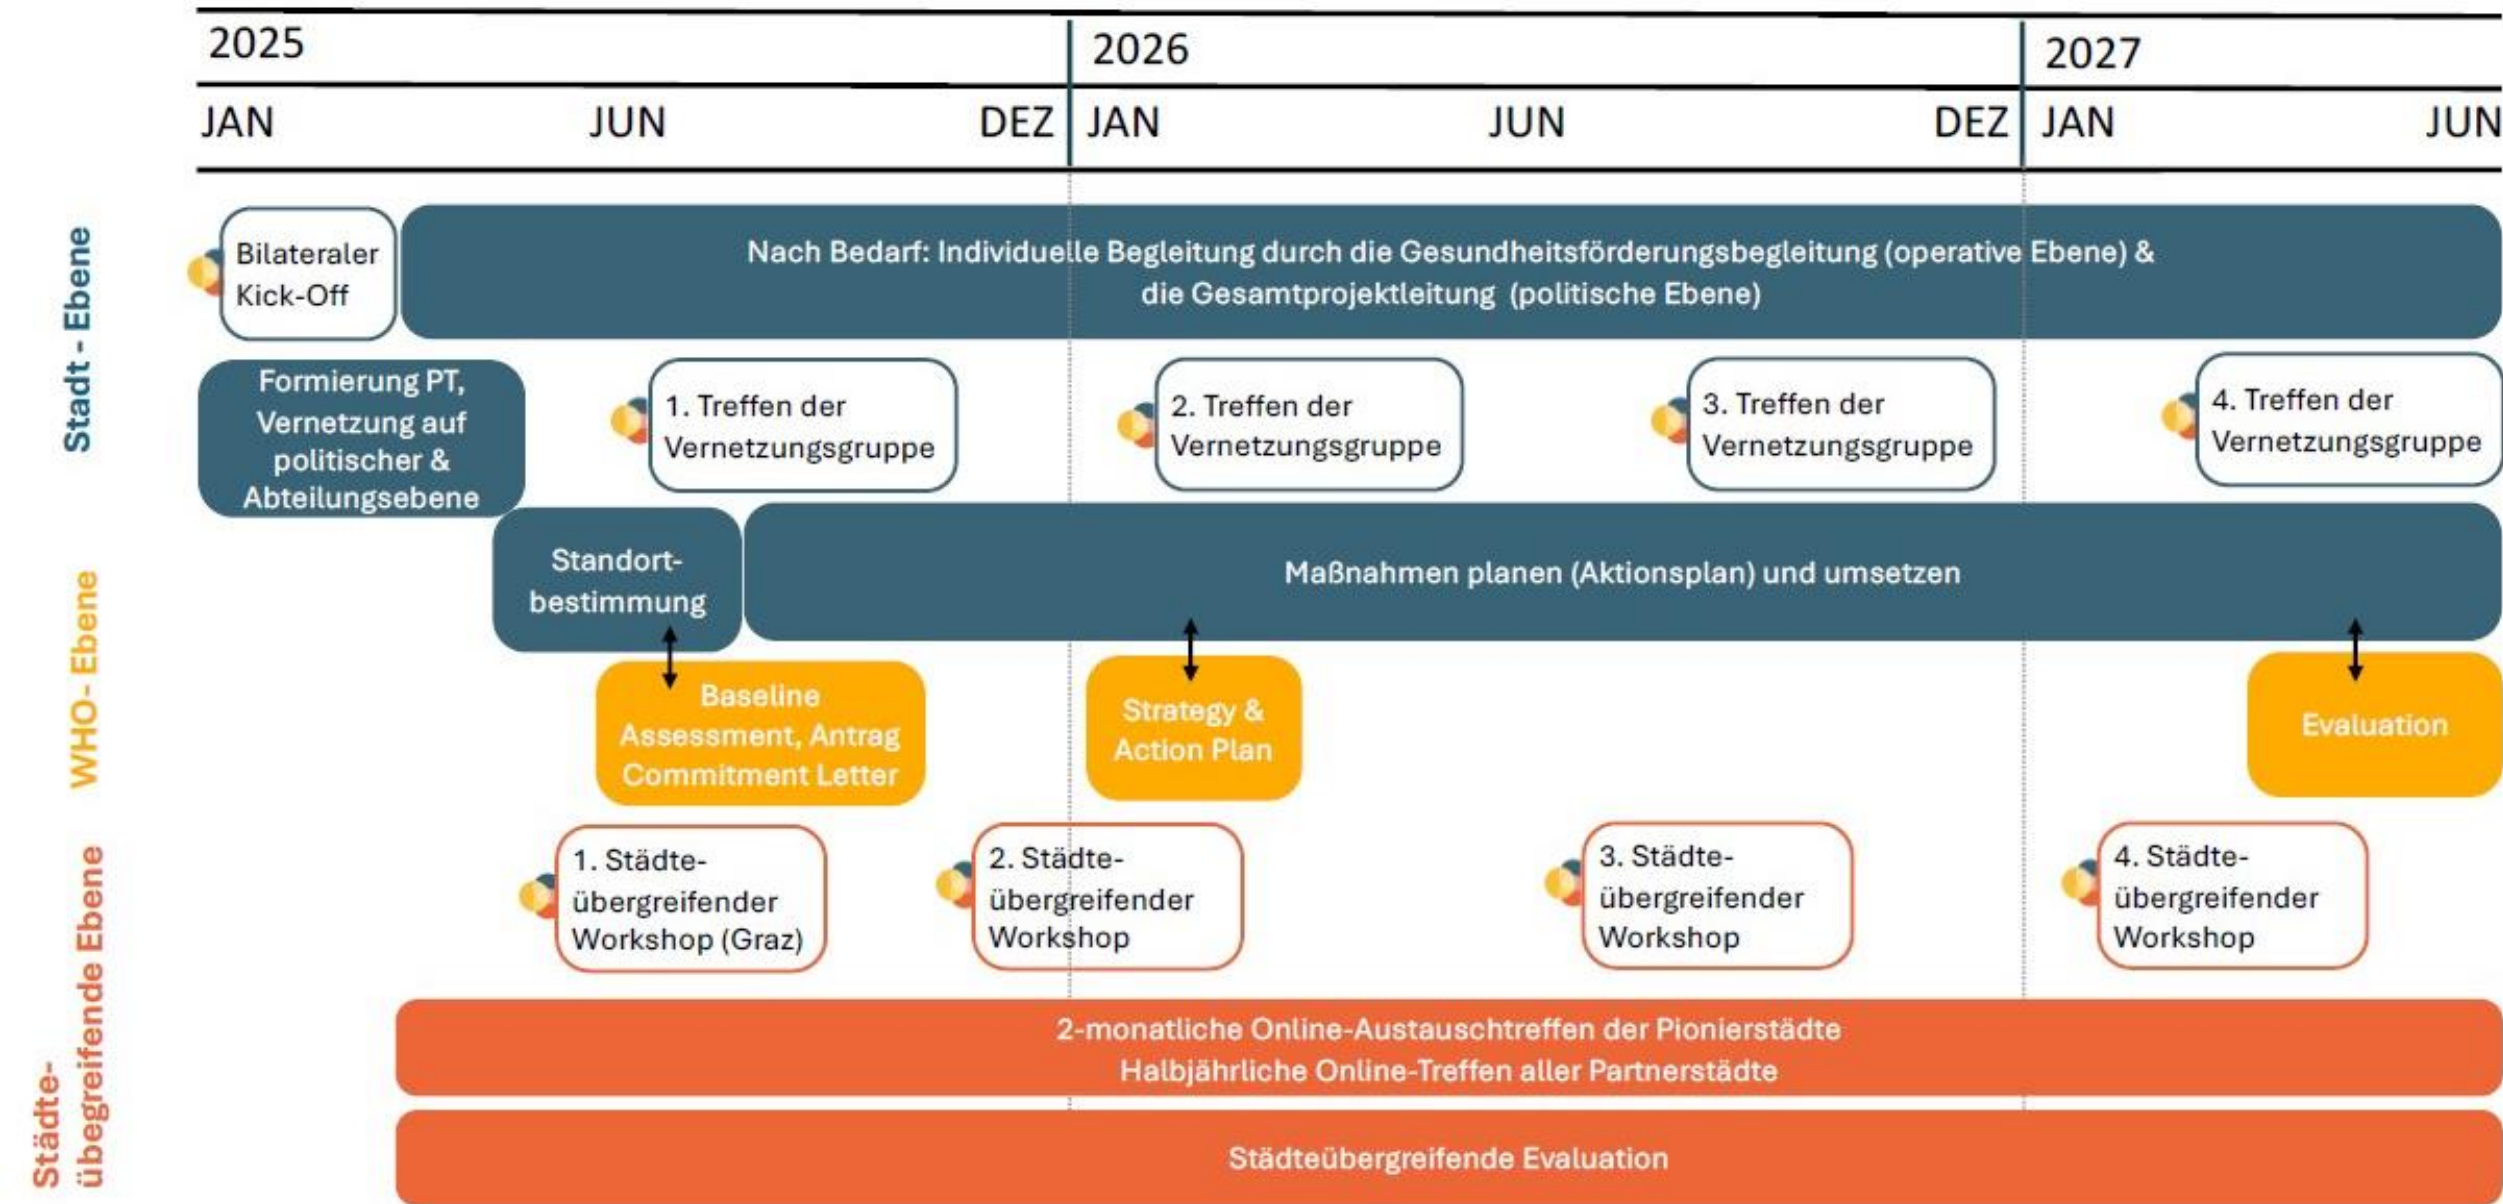 2025
2026
2027
JAN
JUN
DEZ
JAN
JUN
DEZ
JAN
JUN
Stadt - Ebene
Bilateraler
Kick-Off
Nach Bedarf: Individuelle Begleitung durch die Gesundheitsförderungsbegleitung (operative Ebene) &
die Gesamtprojektleitung (politische Ebene)
Formierung PT,
Vernetzung auf
politischer &
Abteilungsebene
1. Treffen der
Vernetzungsgruppe
2. Treffen der
Vernetzungsgruppe
3. Treffen der
Vernetzungsgruppe
4. Treffen der
Vernetzungsgruppe
Standort-
bestimmung
Maßnahmen planen (Aktionsplan) und umsetzen
WHO- Ebene
Baseline
Assessment, Antrag
Commitment Letter
Strategy &
Action Plan
Evaluation
Städte-
übegreifende Ebene
1. Städte-
übergreifender
Workshop (Graz)
2. Städte-
übergreifender
Workshop
3. Städte-
übergreifender
Workshop
4. Städte-
übergreifender
Workshop
2-monatliche Online-Austauschtreffen der Pionierstädte
Halbjährliche Online-Treffen aller Partnerstädte
Städteübergreifende Evaluation